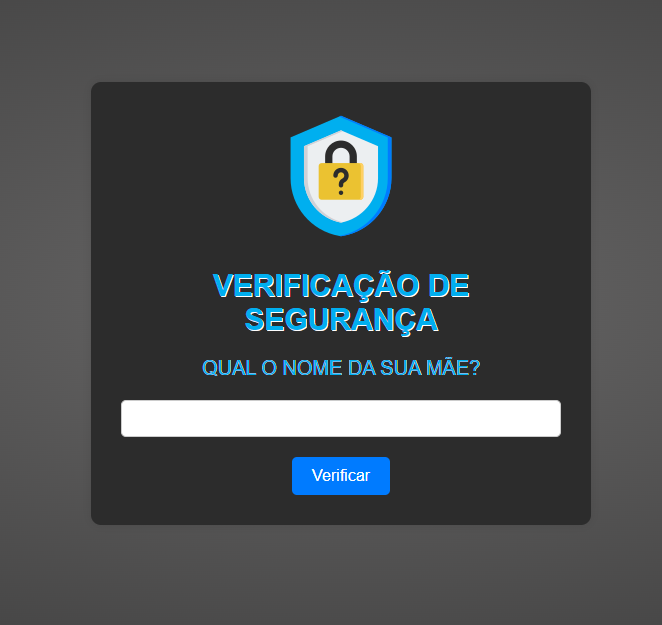 ?
VERIFICAÇÃO DE
SEGURANÇA
QUAL O NOME DA SUA MÃE?
Verificar